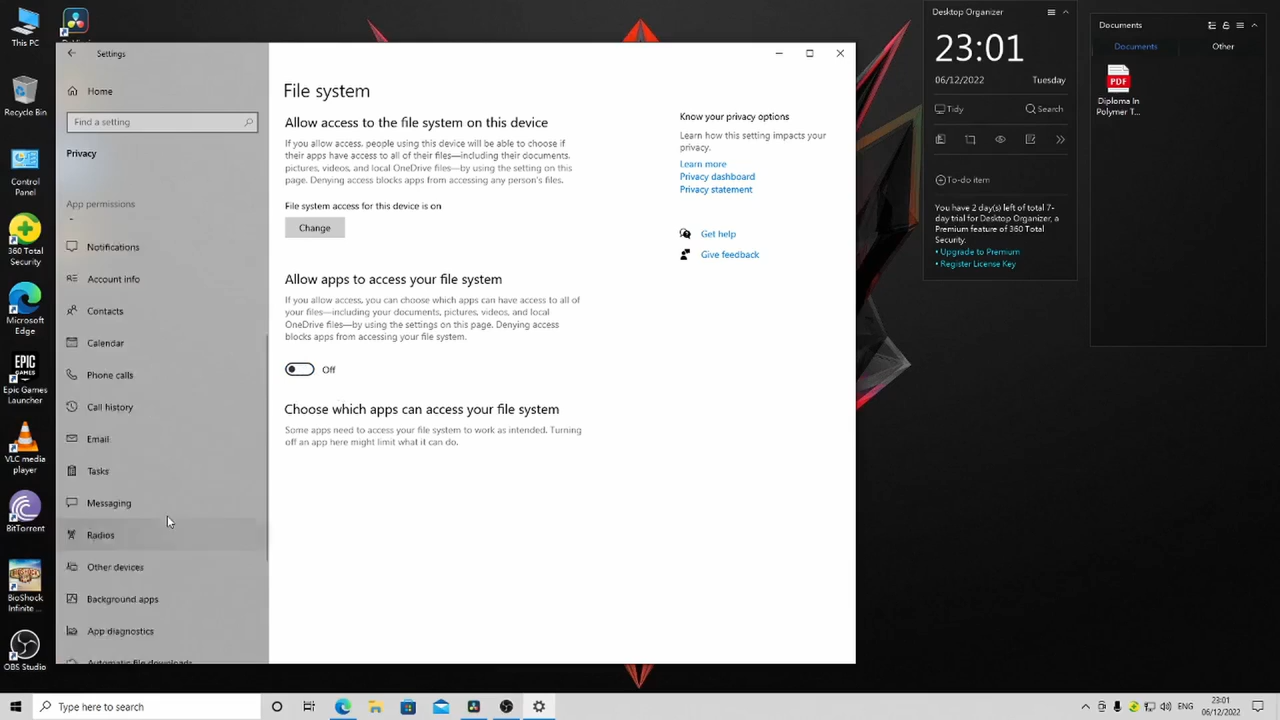 This PC
Recycle Bin
Control
Panel
360 Total
Security
Microsoft
Edge
EPIC
GAMES
Epic Games
Launcher
VLC media
player
BitTorrent
BioShock
Infinite ...
OBS Studio
Settings
Home
Find a setting
Privacy
App permissions
Notifications
Account info
Contacts
Calendar
Phone calls
Call history
Email
Tasks
Messaging
Radios
Other devices
Background apps
App diagnostics
Automatic file downloads
File system
Allow access to the file system on this device
If you allow access, people using this device will be able to choose if
their apps have access to all of their files—including their documents,
pictures, videos, and local OneDrive files—by using the setting on this
page. Denying access blocks apps from accessing any person's files.
File system access for this device is on
Change
Allow apps to access your file system
If you allow access, you can choose which apps can have access to all of
your files—including your documents, pictures, videos, and local
OneDrive files—by using the settings on this page. Denying access
blocks apps from accessing your file system.
Off
Choose which apps can access your file system
Some apps need to access your file system to work as intended. Turning
off an app here might limit what it can do.
Know your privacy options
Learn how this setting impacts your
privacy.
Learn more
Privacy dashboard
Privacy statement
Get help
Give feedback
Desktop Organizer
23:01
06/12/2022 Tuesday
Tidy Search
To-do item
You have 2 day(s) left of total 7-
day trial for Desktop Organizer, a
Premium feature of 360 Total
Security.
• Upgrade to Premium
• Register License Key
Documents
Documents Other
PDF
Diploma In
Polymer T...
Type here to search
ENG
23:01
06/12/2022